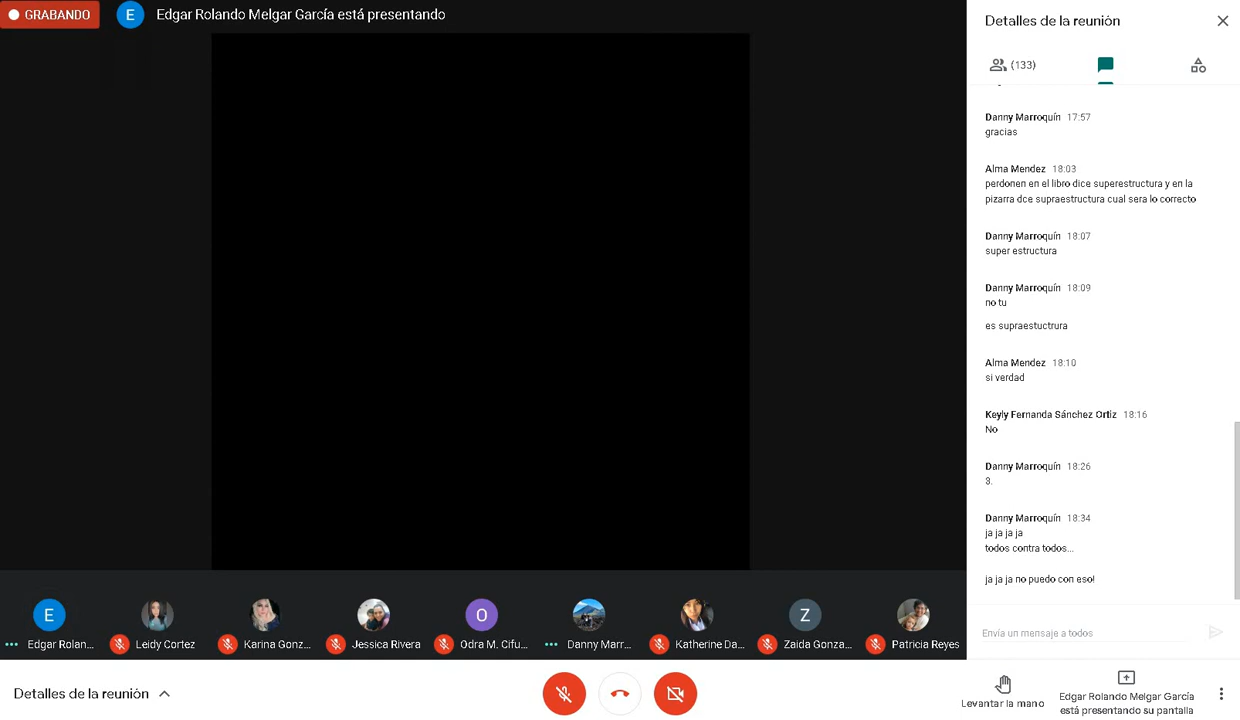 GRABANDO
E
Edgar Rolando Melgar García está presentando
Detalles de la reunión
(133)
Danny Marroquín 17:57
gracias
Alma Mendez 18:03
perdonen en el libro dice superestructura y en la
pizarra dce supraestructura cual sera lo correcto
Danny Marroquín 18:07
super estructura
Danny Marroquín 18:09
no tu
es supraestuctrura
Alma Mendez 18:10
si verdad
Keyly Fernanda Sánchez Ortiz 18:16
No
Danny Marroquín 18:26
3.
Danny Marroquín 18:34
ja ja ja ja
todos contra todos...
ja ja ja no puedo con eso!
Envía un mensaje a todos
E
O
Z
Edgar Rolan...
Leidy Cortez
Karina Gonz...
Jessica Rivera
Odra M. Cifu...
Danny Marr...
Katherine Da...
Zaida Gonza...
Patricia Reyes
Detalles de la reunión
Levantar la mano
Edgar Rolando Melgar García
está presentando su pantalla